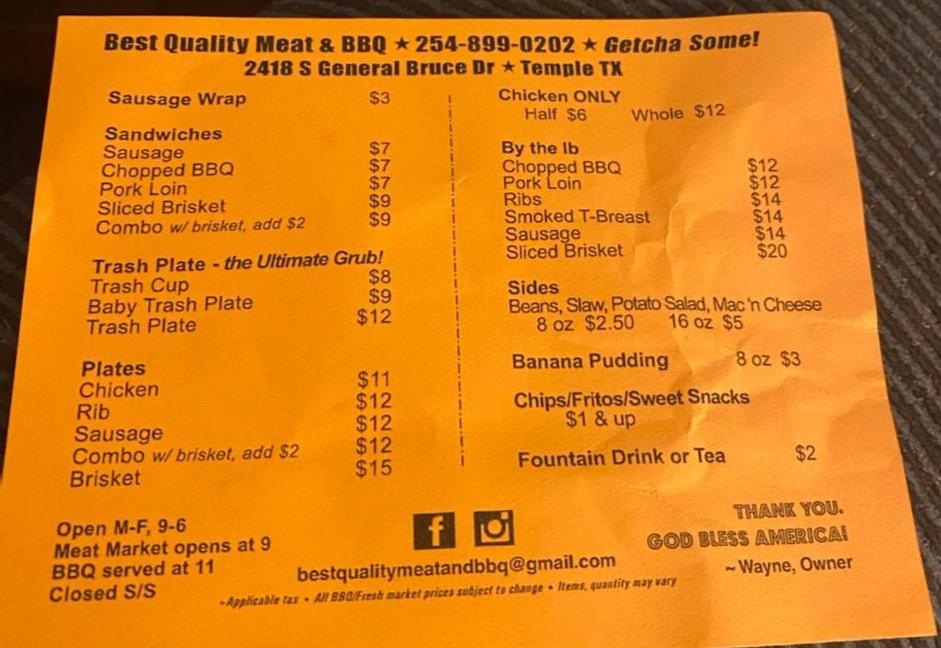 Best Quality Meat & BBQ ★ 254-899-0202 ★ Getcha Some!
2418 S General Bruce Dr ★ Temple TX
Sausage Wrap $3
Sandwiches
Sausage $7
Chopped BBQ $7
Pork Loin $7
Sliced Brisket $9
Combo w/ brisket, add $2 $9
Trash Plate - the Ultimate Grub!
Trash Cup $8
Baby Trash Plate $9
Trash Plate $12
Plates
Chicken $11
Rib $12
Sausage $12
Combo w/ brisket, add $2 $12
Brisket $15
Chicken ONLY
Half $6 Whole $12
By the lb
Chopped BBQ $12
Pork Loin $12
Ribs $14
Smoked T-Breast $14
Sausage $14
Sliced Brisket $20
Sides
Beans, Slaw, Potato Salad, Mac 'n Cheese
8 oz $2.50 16 oz $5
Banana Pudding 8 oz $3
Chips/Fritos/Sweet Snacks
$1 & up
Fountain Drink or Tea $2
Open M-F, 9-6
Meat Market opens at 9
BBQ served at 11
Closed S/S
f
bestqualitymeatandbbq@gmail.com
THANK YOU.
GOD BLESS AMERICA!
~ Wayne, Owner
•Applicable tax • All BBQ/Fresh market prices subject to change • Items, quantity may vary